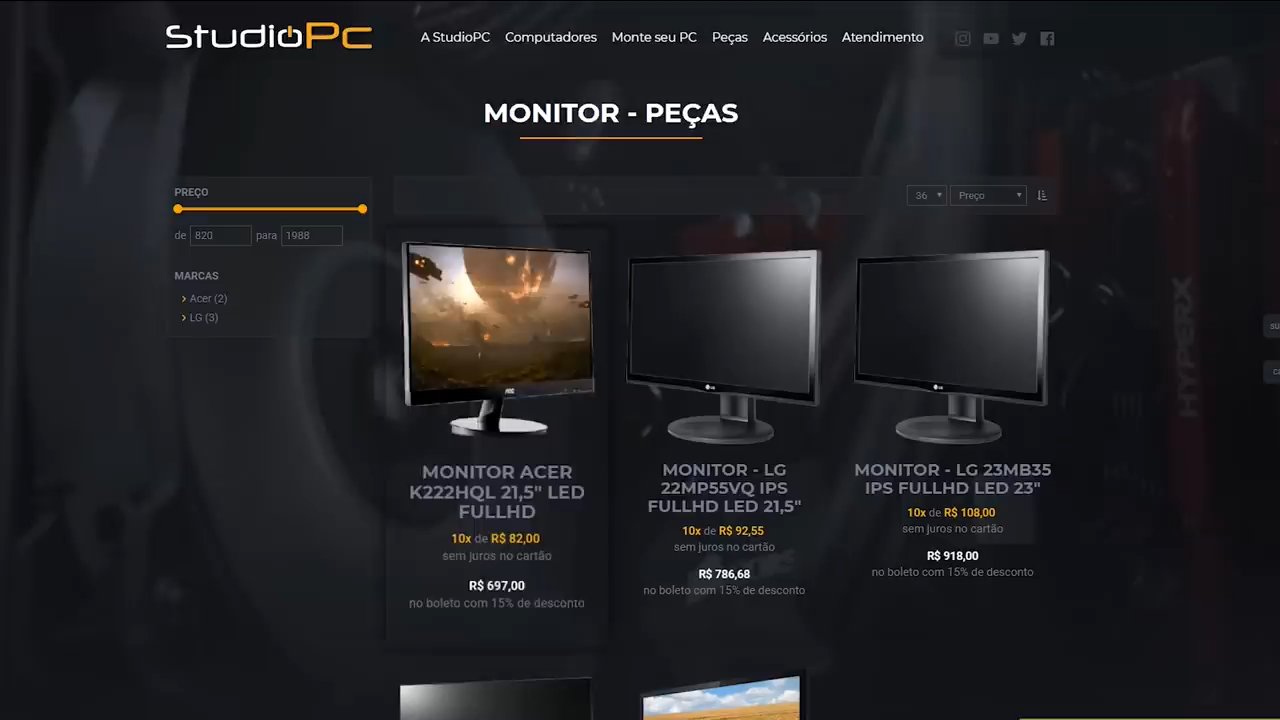 StudioPc
A StudioPC Computadores Monte seu PC Peças Acessórios Atendimento
MONITOR - PEÇAS
PREÇO
de 820 para 1988
MARCAS
Acer (2)
LG (3)
36 Preço
MONITOR ACER
K222HQL 21,5" LED
FULLHD
10x de R$ 82,00
sem juros no cartão
R$ 697,00
no boleto com 15% de desconto
MONITOR - LG
22MP55VQ IPS
FULLHD LED 21,5"
10x de R$ 92,55
sem juros no cartão
R$ 786,68
no boleto com 15% de desconto
MONITOR - LG 23MB35
IPS FULLHD LED 23"
10x de R$ 108,00
sem juros no cartão
R$ 918,00
no boleto com 15% de desconto
HYPERX